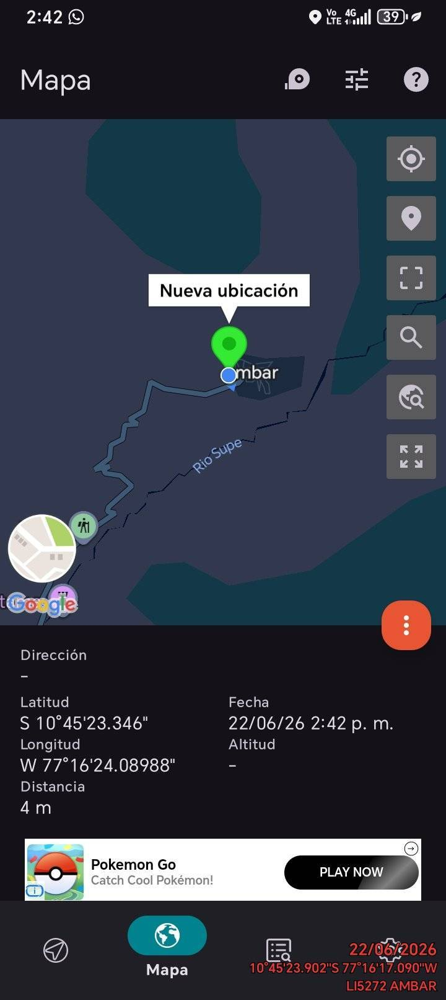 2:42
Vo LTE 4G 39
Mapa
Nueva ubicación
mbar
Rio Supe
Google
Dirección
-
Latitud
S 10°45'23.346"
Fecha
22/06/26 2:42 p. m.
Longitud
W 77°16'24.08988"
Altitud
-
Distancia
4 m
Pokemon Go
Catch Cool Pokémon!
PLAY NOW
Mapa
22/06/2026
10°45'23.902"S 77°16'17.090"W
LI5272 AMBAR